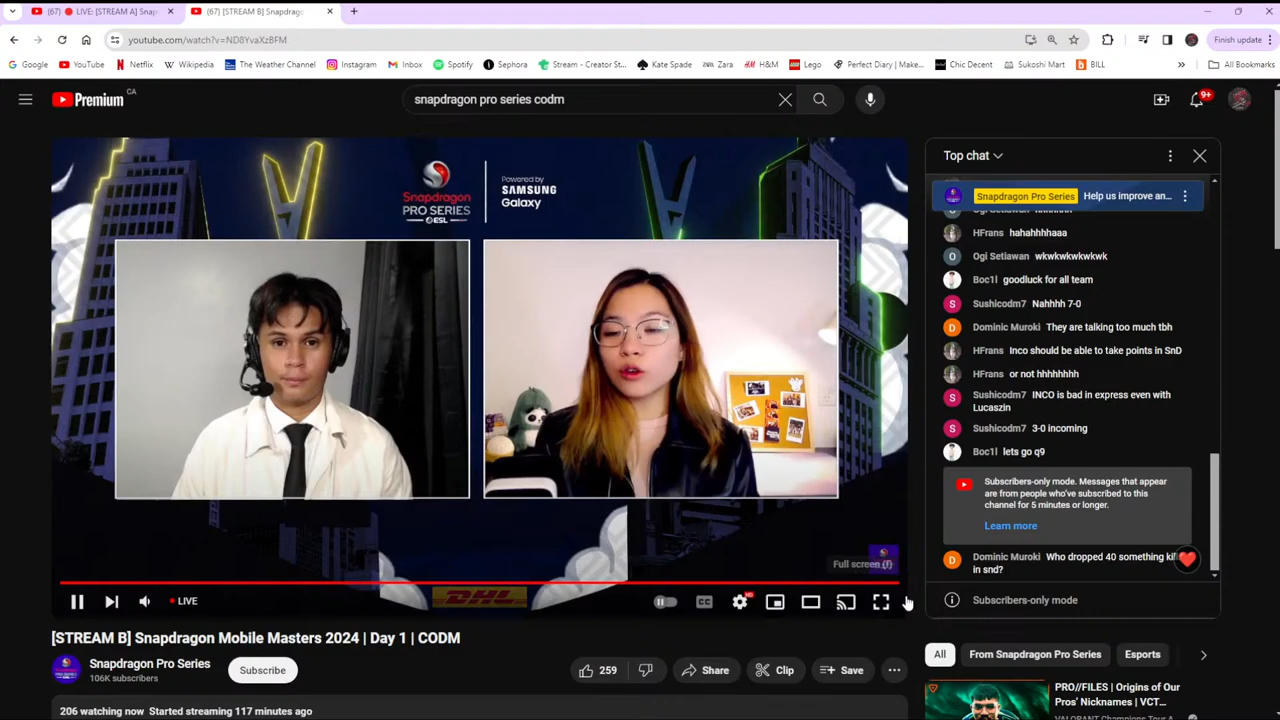 (67) LIVE: [STREAM A] Snap
(67) [STREAM B] Snapdrago
youtube.com/watch?v=ND8YvaXzBFM
Finish update
Google YouTube Netflix Wikipedia The Weather Channel Instagram Inbox Spotify Sephora Stream - Creator St... Kate Spade Zara H&M Lego Perfect Diary | Make... Chic Decent Sukoshi Mart BILL » All Bookmarks
Premium CA
snapdragon pro series codm
9+
Snapdragon
PRO SERIES
ESL
Powered by
SAMSUNG
Galaxy
Full screen (f)
DHL
LIVE
CC
HD
[STREAM B] Snapdragon Mobile Masters 2024 | Day 1 | CODM
Snapdragon Pro Series
106K subscribers
Subscribe
259
Share
Clip
Save
206 watching now Started streaming 117 minutes ago
Top chat
Snapdragon Pro Series Help us improve an...
Ogi Setiawan
HFrans hahahhhhaaa
Ogi Setiawan wkwkwkwkwkwk
Boc1l goodluck for all team
Sushicodm7 Nahhhh 7-0
Dominic Muroki They are talking too much tbh
HFrans Inco should be able to take points in SnD
HFrans or not hhhhhhhh
Sushicodm7 INCO is bad in express even with
Lucaszin
Sushicodm7 3-0 incoming
Boc1l lets go q9
Subscribers-only mode. Messages that appear
are from people who've subscribed to this
channel for 5 minutes or longer.
Learn more
Dominic Muroki Who dropped 40 something kil
in snd?
Subscribers-only mode
All
From Snapdragon Pro Series
Esports
PRO//FILES | Origins of Our
Pros' Nicknames | VCT...